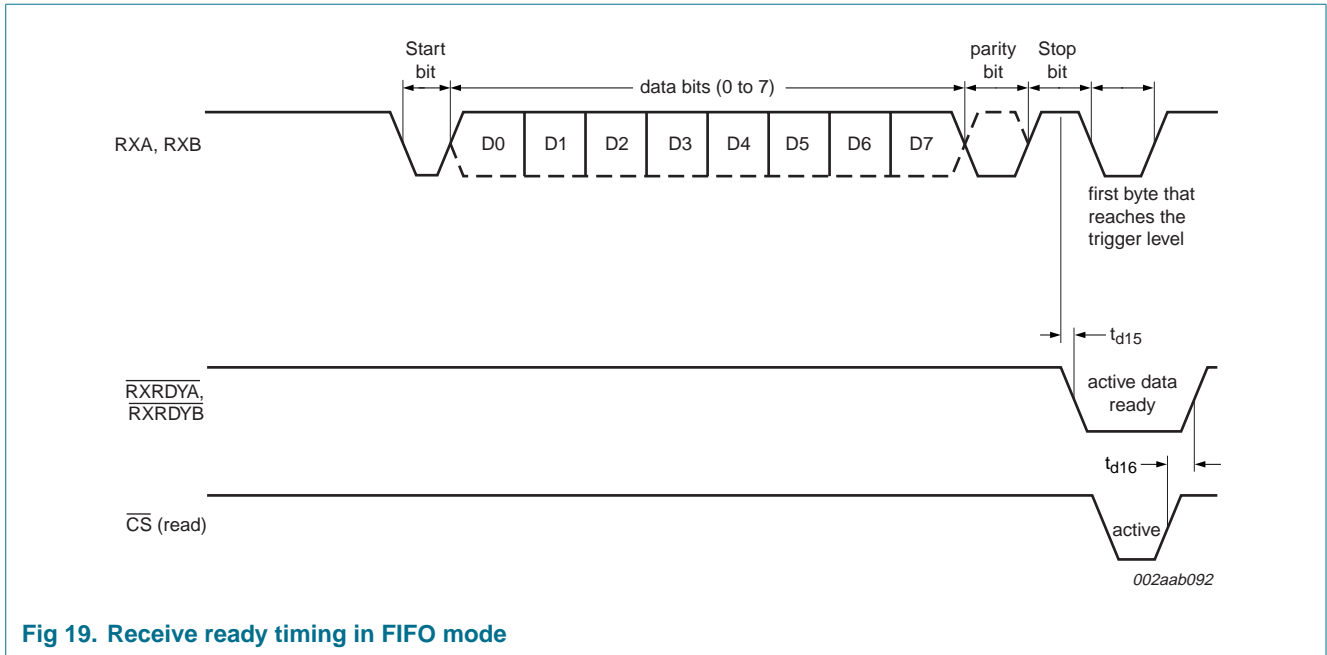 Start
bit
parity
bit
Stop
bit
data bits (0 to 7)
RXA, RXB
D0 D1 D2 D3 D4 D5 D6 D7
first byte that
reaches the
trigger level
td15
RXRDYA,
RXRDYB
active data
ready
td16
CS (read)
active
002aab092
Fig 19. Receive ready timing in FIFO mode